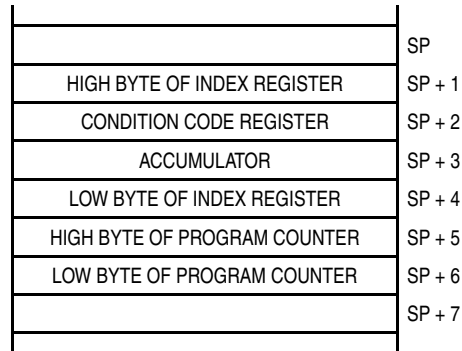 SP
HIGH BYTE OF INDEX REGISTER SP + 1
CONDITION CODE REGISTER SP + 2
ACCUMULATOR SP + 3
LOW BYTE OF INDEX REGISTER SP + 4
HIGH BYTE OF PROGRAM COUNTER SP + 5
LOW BYTE OF PROGRAM COUNTER SP + 6
SP + 7